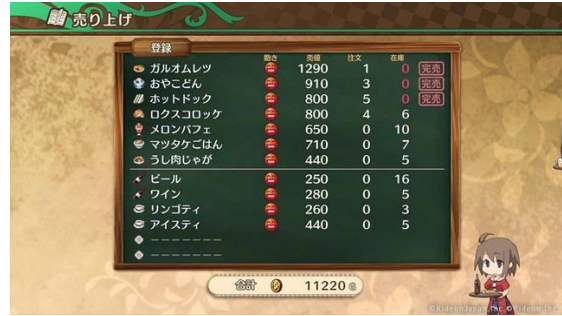 売り上げ
登録
飽き 売値 注文 在庫
ガルオムレツ 1290 1 0 完売
おやこどん 910 3 0 完売
ホットドック 800 5 0 完売
ロクスコロッケ 800 4 6
メロンパフェ 650 0 10
マツタケごはん 710 0 7
うし肉じゃが 440 0 5
ビール 250 0 16
ワイン 280 0 5
リンゴティ 260 0 3
アイスティ 440 0 5
-------
-------
合計 11220 G
©RideonJapan,Inc ©Rideon,Inc.